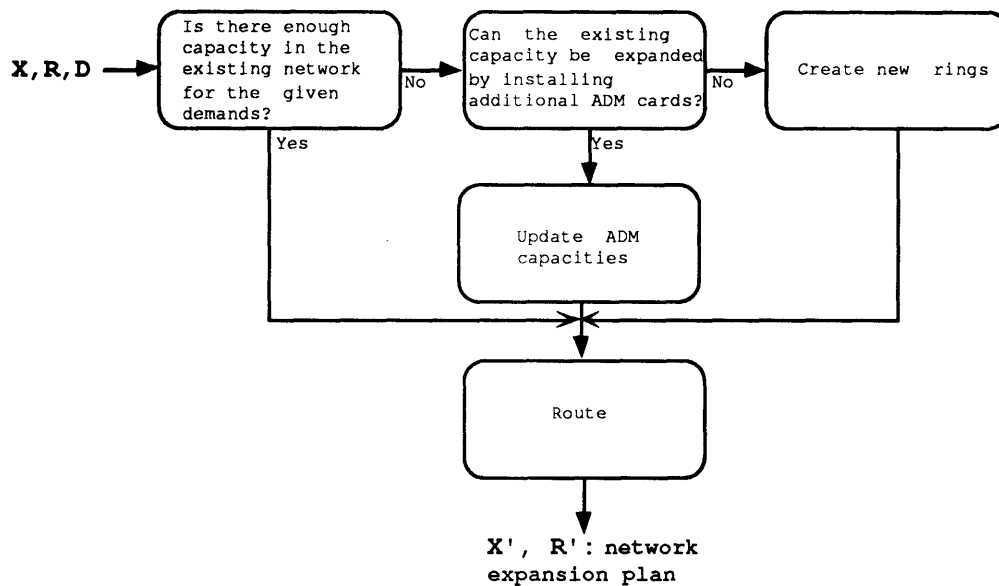 Is there enough
capacity in the
existing network
for the given
demands?
X,R,D
No
Yes
Can the existing
capacity be expanded
by installing
additional ADM cards?
No
Yes
Create new rings
Update ADM
capacities
Route
X', R': network
expansion plan